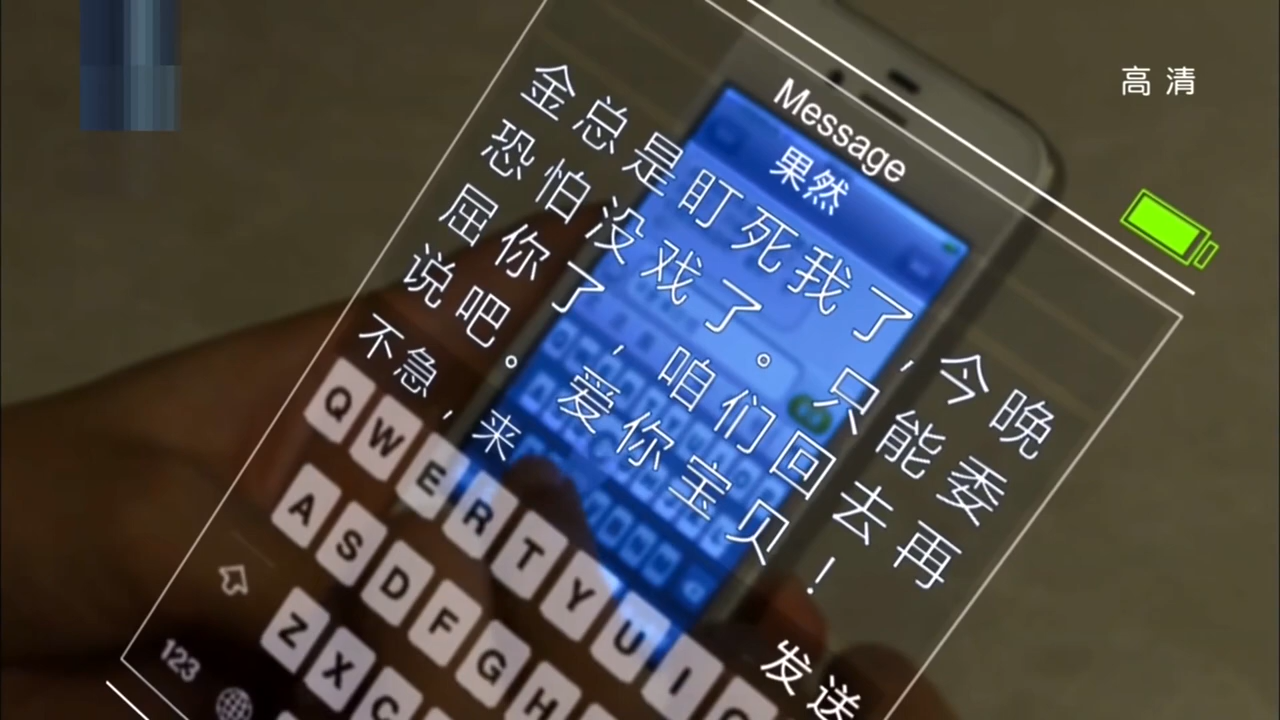 高清
Message
果然
金总是盯死我了,今晚
恐怕没戏了。只能委
屈你了,咱们回去再
说吧。爱你宝贝!
不急,来
发送
Q W E R T Y U I
A S D F G H
Z X C
123